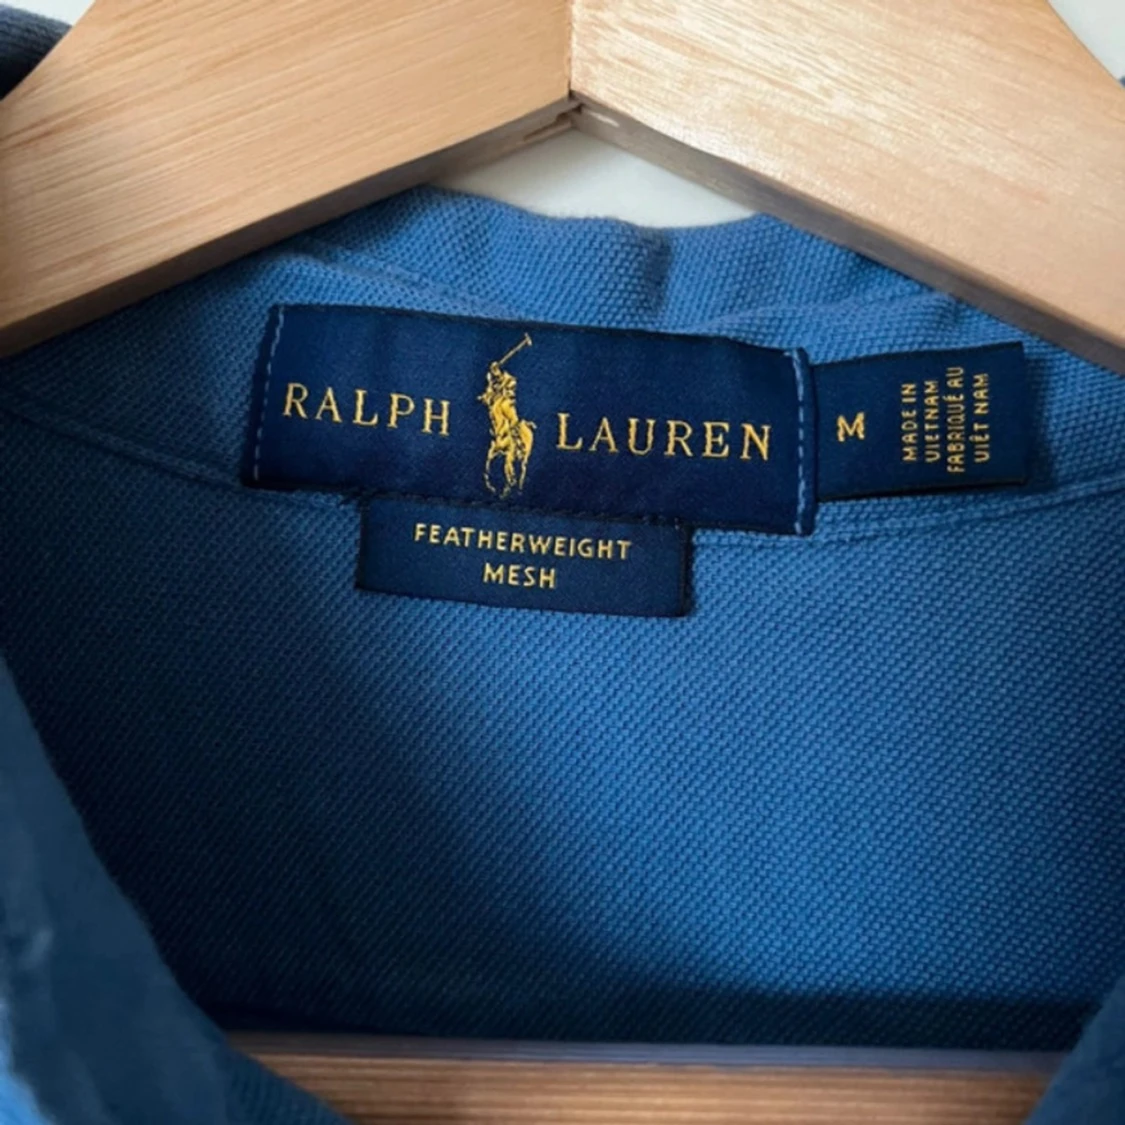 RALPH LAUREN
FEATHERWEIGHT
MESH
M
MADE IN
VIETNAM
FABRIQUÉ AU
VIÊT NAM